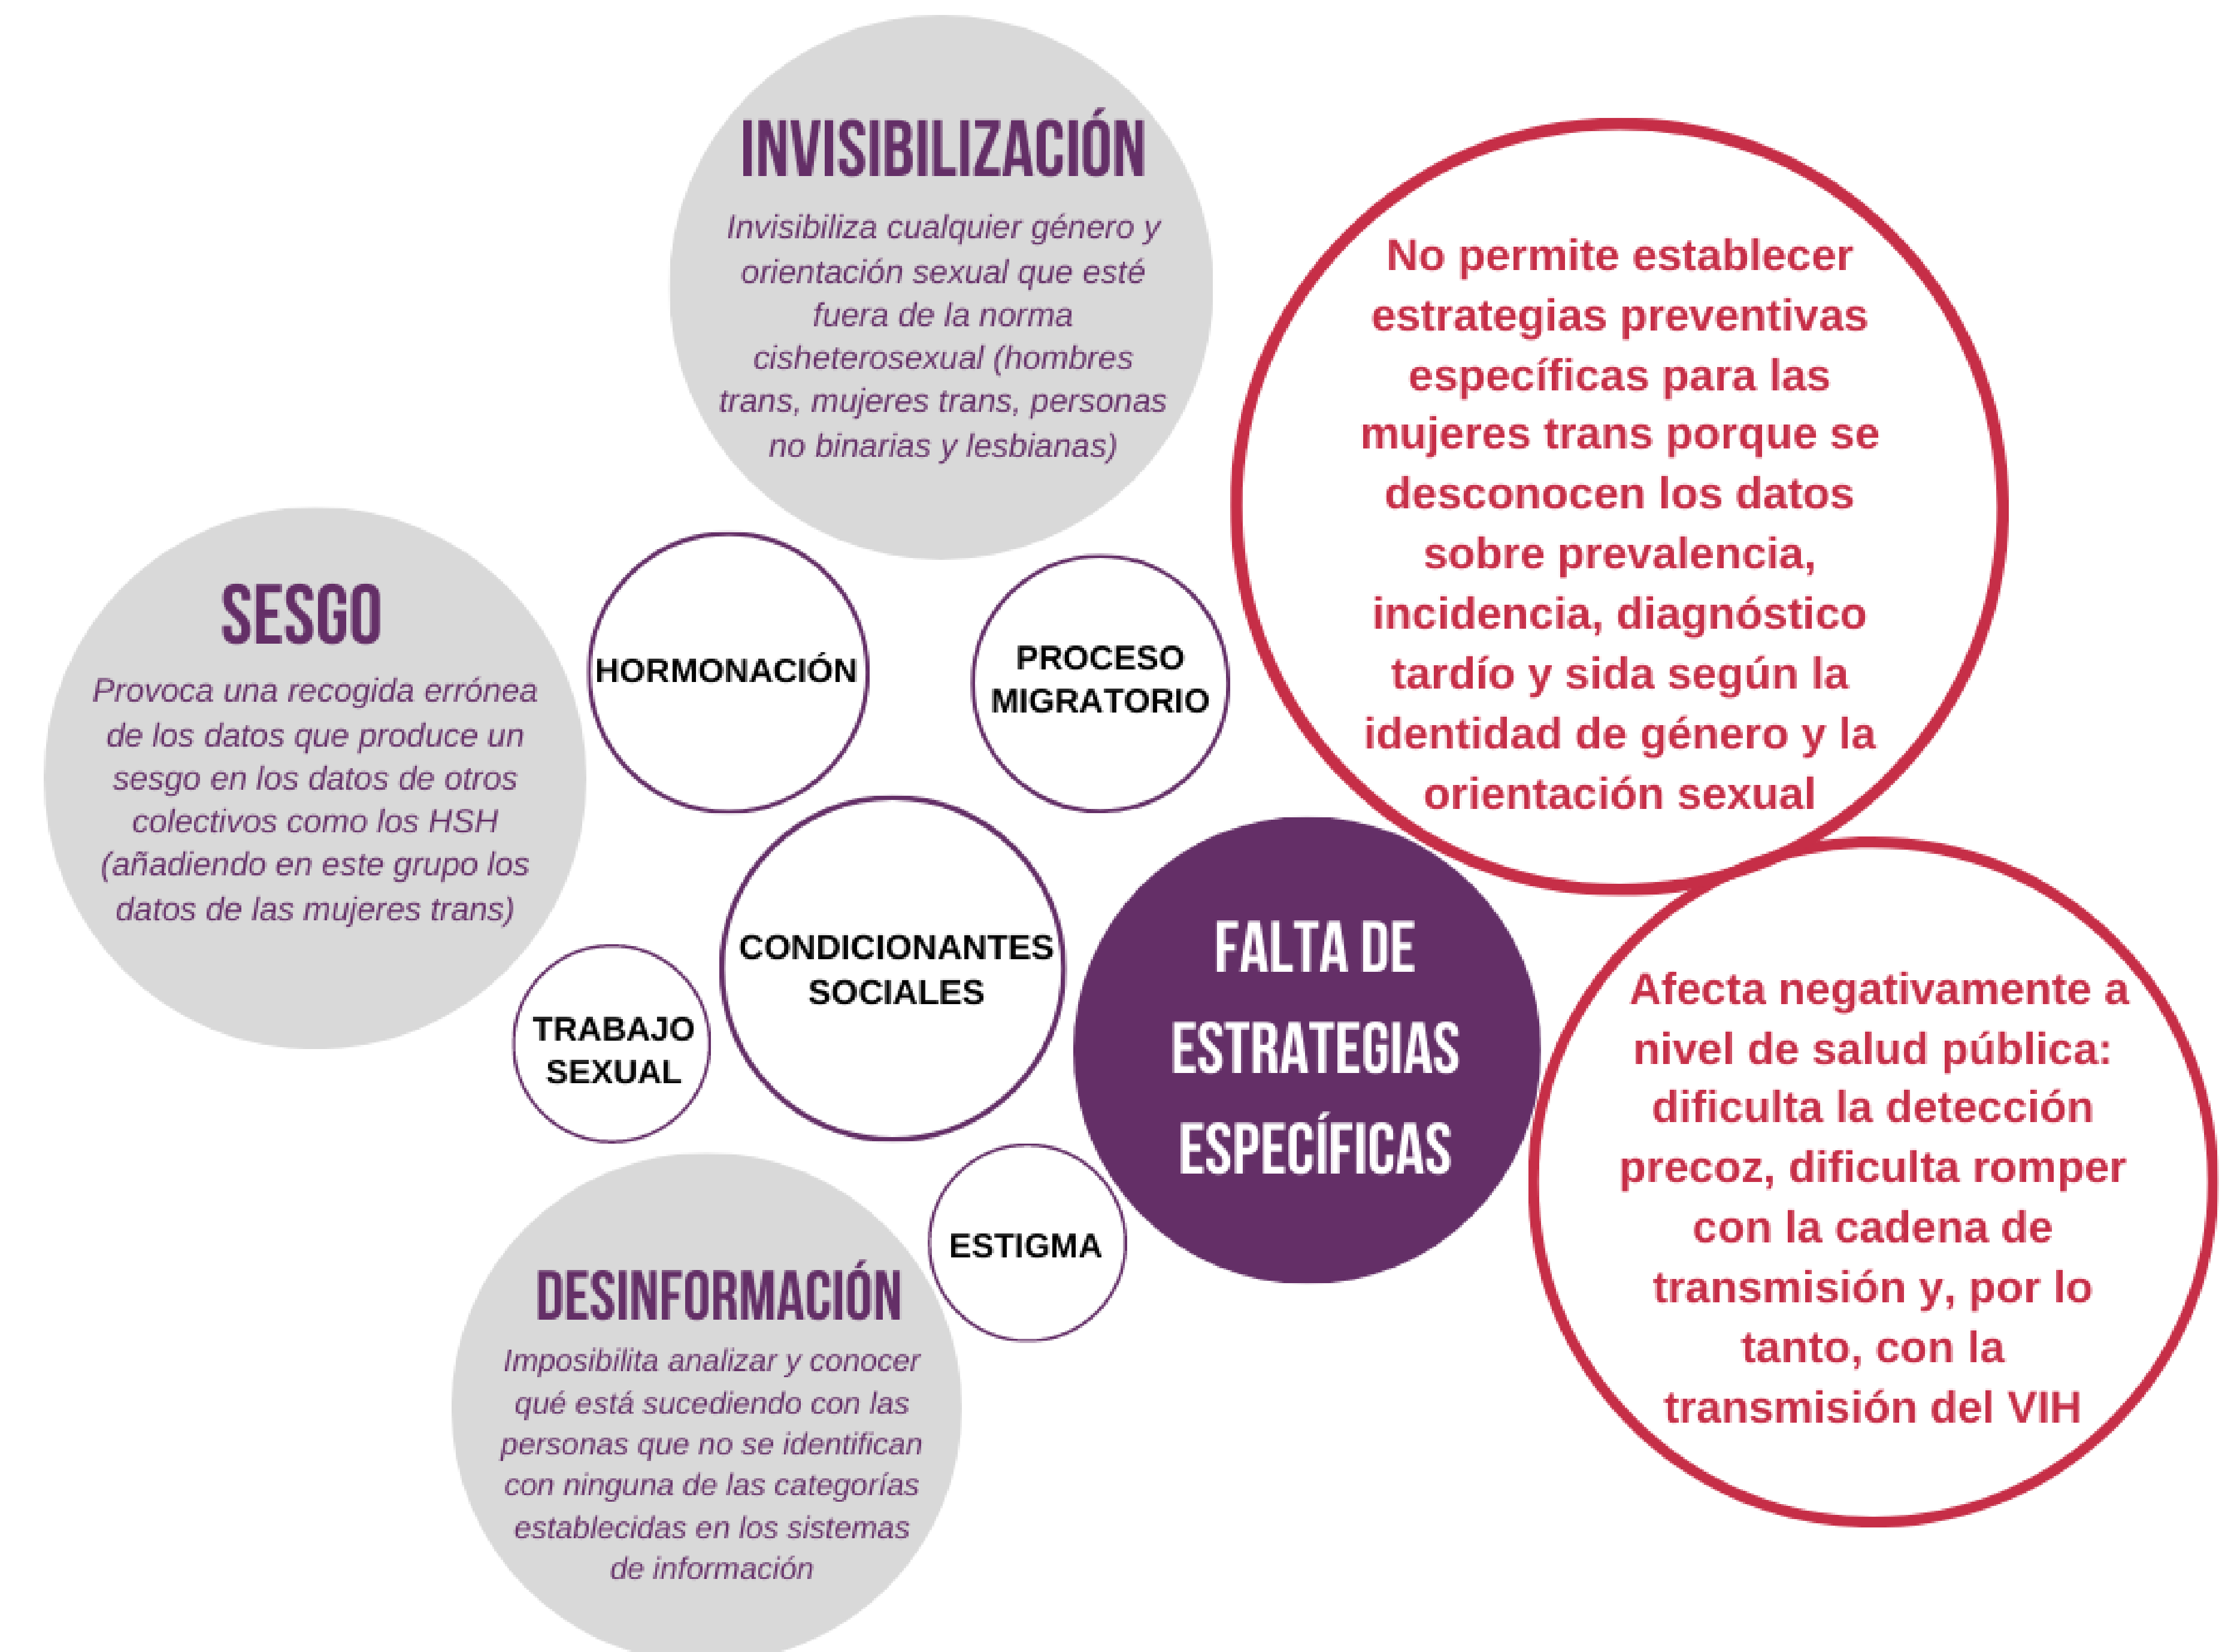 INVISIBILIZACIÓN
Invisibiliza cualquier género y
orientación sexual que esté
fuera de la norma
cisheterosexual (hombres
trans, mujeres trans, personas
no binarias y lesbianas)
No permite establecer
estrategias preventivas
específicas para las
mujeres trans porque se
desconocen los datos
sobre prevalencia,
incidencia, diagnóstico
tardío y sida según la
identidad de género y la
orientación sexual
SESGO
Provoca una recogida errónea
de los datos que produce un
sesgo en los datos de otros
colectivos como los HSH
(añadiendo en este grupo los
datos de las mujeres trans)
HORMONACIÓN
PROCESO
MIGRATORIO
CONDICIONANTES
SOCIALES
TRABAJO
SEXUAL
FALTA DE
ESTRATEGIAS
ESPECÍFICAS
Afecta negativamente a
nivel de salud pública:
dificulta la detección
precoz, dificulta romper
con la cadena de
transmisión y, por lo
tanto, con la
transmisión del VIH
ESTIGMA
DESINFORMACIÓN
Imposibilita analizar y conocer
qué está sucediendo con las
personas que no se identifican
con ninguna de las categorías
establecidas en los sistemas
de información